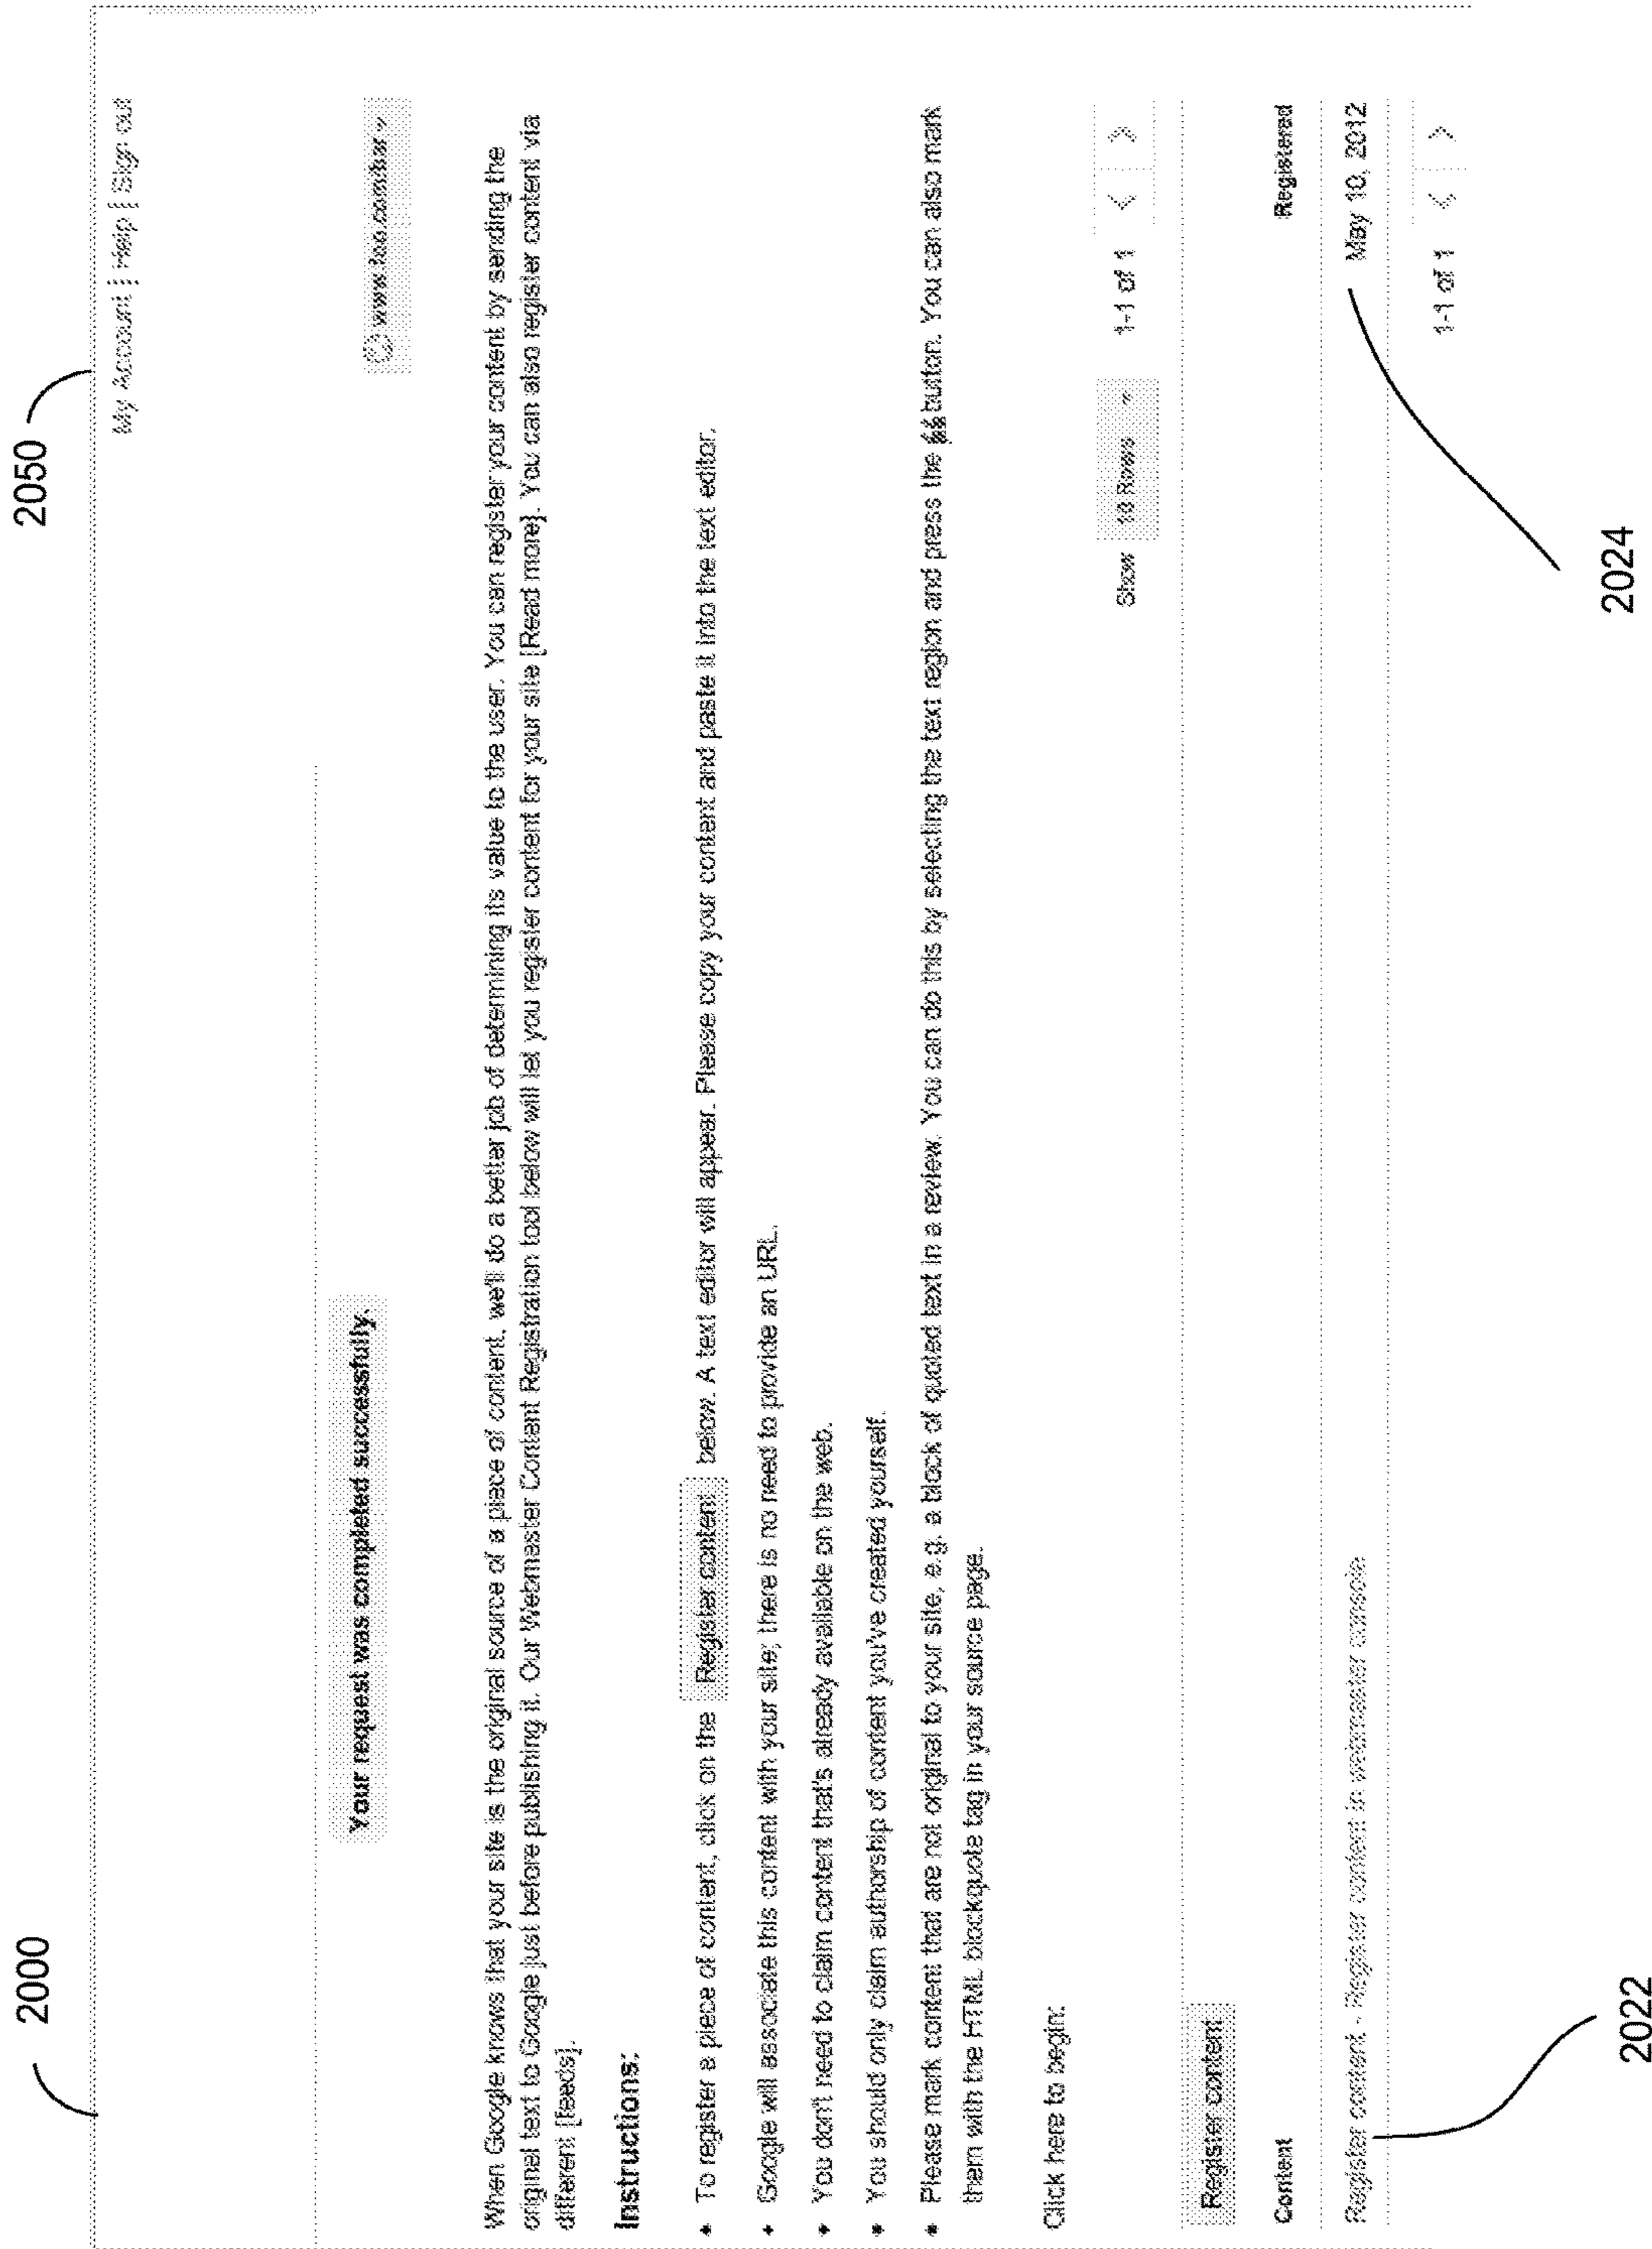 2000
2050
My Account | Help | Sign out
Your request was completed successfully.
www.foo.com/bar
When Google knows that your site is the original source of a piece of content, we'll do a better job of determining its value to the user. You can register your content by sending the
original text to Google just before publishing it. Our Webmaster Content Registration tool below will let you register content for your site [Read more]. You can also register content via
different [feeds].
Instructions:
• To register a piece of content, click on the Register content below. A text editor will appear. Please copy your content and paste it into the text editor.
• Google will associate this content with your site; there is no need to provide an URL.
• You don't need to claim content that's already available on the web.
• You should only claim authorship of content you've created yourself.
• Please mark content that are not original to your site, e.g. a block of quoted text in a review. You can do this by selecting the text region and press the “ button. You can also mark
them with the HTML blockquote tag in your source page.
Click here to begin:
Show 10 Rows 1-1 of 1 < >
Register content
Content Registered
Register content - Register content in webmaster console May 10, 2012
1-1 of 1 < >
2022
2024